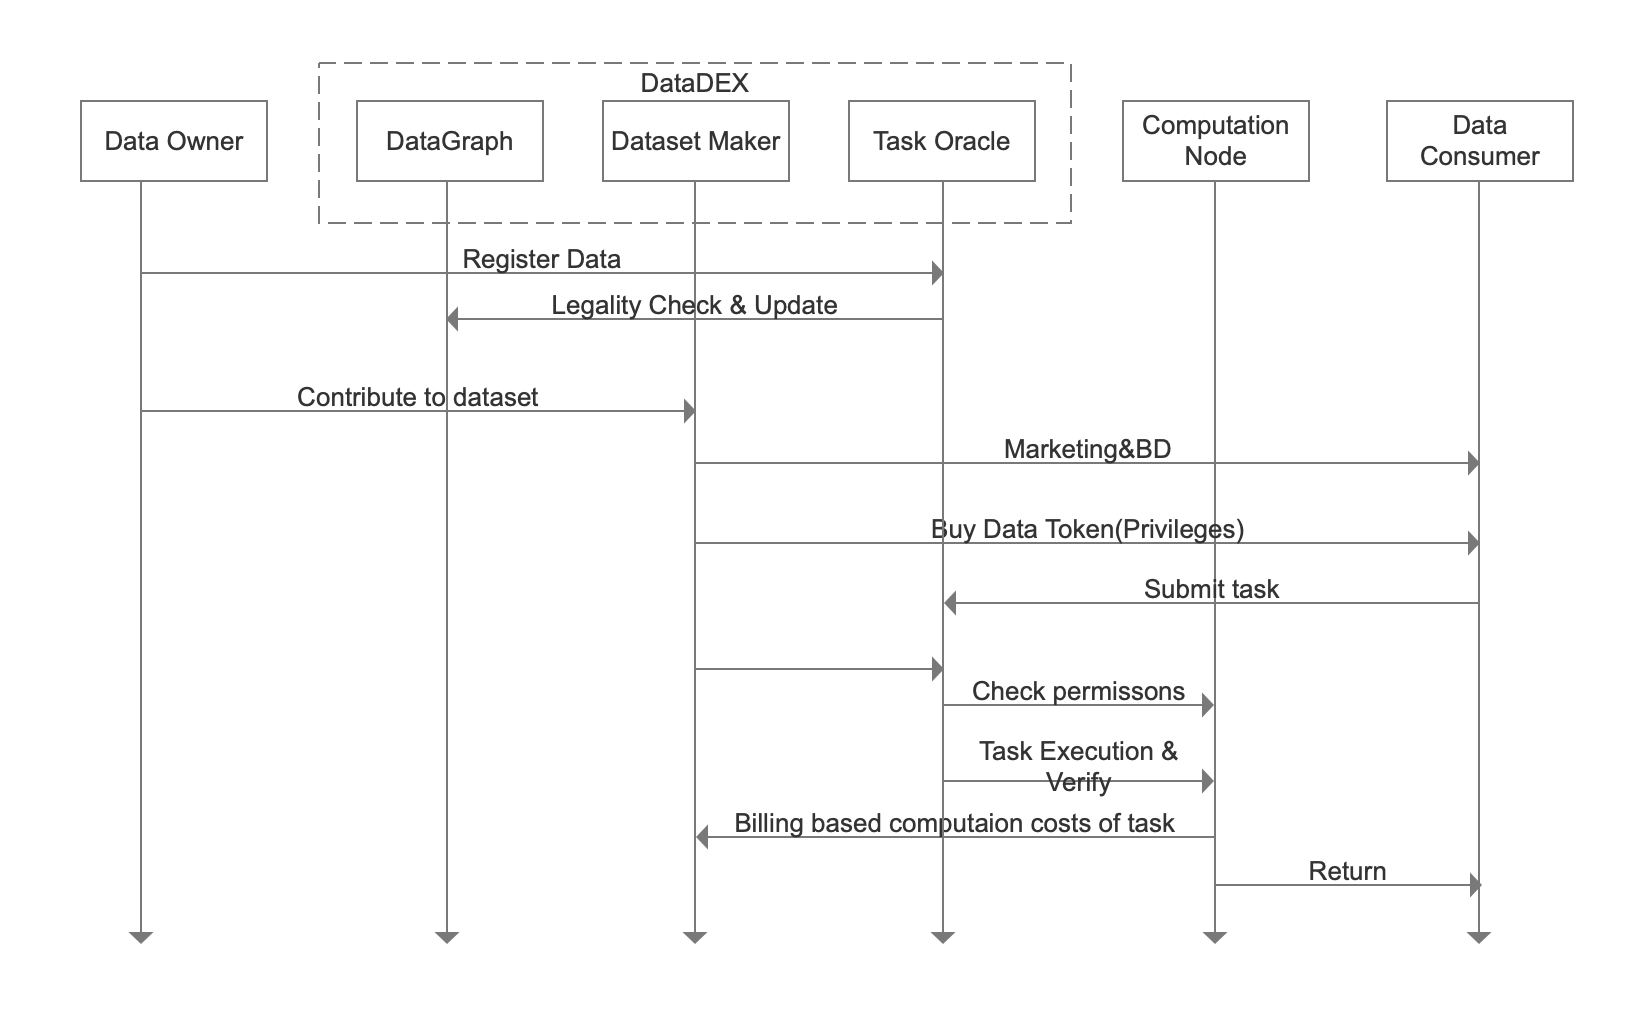 DataDEX
Data Owner
DataGraph
Dataset Maker
Task Oracle
Computation
Node
Data
Consumer
Register Data
Legality Check & Update
Contribute to dataset
Marketing&BD
Buy Data Token(Privileges)
Submit task
Check permissons
Task Execution &
Verify
Billing based computaion costs of task
Return